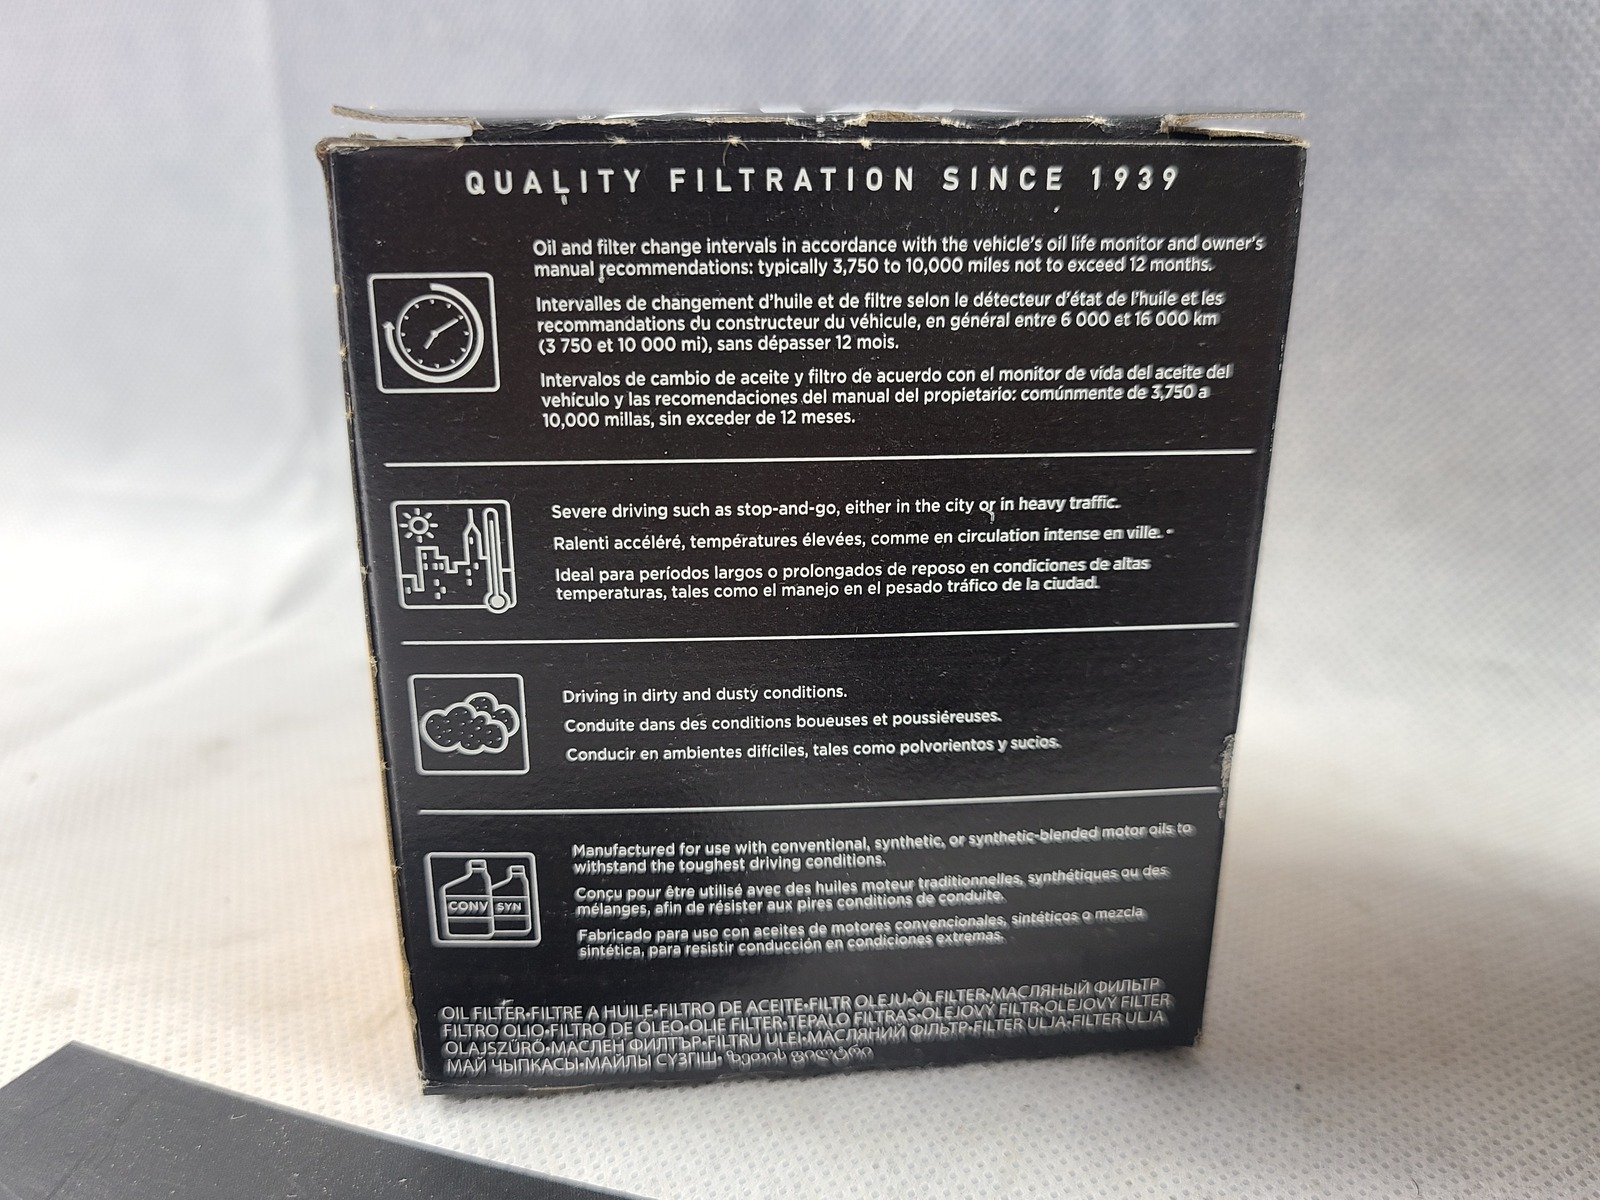 QUALITY FILTRATION SINCE 1939
Oil and filter change intervals in accordance with the vehicle's oil life monitor and owner's
manual recommendations: typically 3,750 to 10,000 miles not to exceed 12 months.
Intervalles de changement d'huile et de filtre selon le détecteur d'état de l'huile et les
recommandations du constructeur du véhicule, en général entre 6 000 et 16 000 km
(3 750 et 10 000 mi), sans dépasser 12 mois.
Intervalos de cambio de aceite y filtro de acuerdo con el monitor de vida del aceite del
vehículo y las recomendaciones del manual del propietario: comúnmente de 3,750 a
10,000 millas, sin exceder de 12 meses.
Severe driving such as stop-and-go, either in the city or in heavy traffic.
Ralenti accéléré, températures élevées, comme en circulation intense en ville.
Ideal para períodos largos o prolongados de reposo en condiciones de altas
temperaturas, tales como el manejo en el pesado tráfico de la ciudad.
Driving in dirty and dusty conditions.
Conduite dans des conditions boueuses et poussiéreuses.
Conducir en ambientes difíciles, tales como polvorientos y sucios.
CONV SYN
Manufactured for use with conventional, synthetic, or synthetic-blended motor oils to
withstand the toughest driving conditions.
Conçu pour être utilisé avec des huiles moteur traditionnelles, synthétiques ou des
mélanges, afin de résister aux pires conditions de conduite.
Fabricado para uso con aceites de motores convencionales, sintéticos o mezcla
sintética, para resistir conducción en condiciones extremas.
OIL FILTER•FILTRE A HUILE•FILTRO DE ACEITE•FILTR OLEJU•ÖLFILTER•МАСЛЯНЫЙ ФИЛЬТР
FILTRO OLIO•FILTRO DE ÓLEO•OLIE FILTER•TEPALO FILTRAS•OLEJOVÝ FILTR•OLEJOVÝ FILTER
OLAJSZŰRŐ•МАСЛЕН ФИЛТЪР•FILTRU ULEI•МАСЛЯНИЙ ФІЛЬТР•FILTER ULJA•FILTER ULJA
МАЙ ЧЫПКАСЫ•МАЙЛЫ СҮЗГІШ• ზეთის ფილტრი